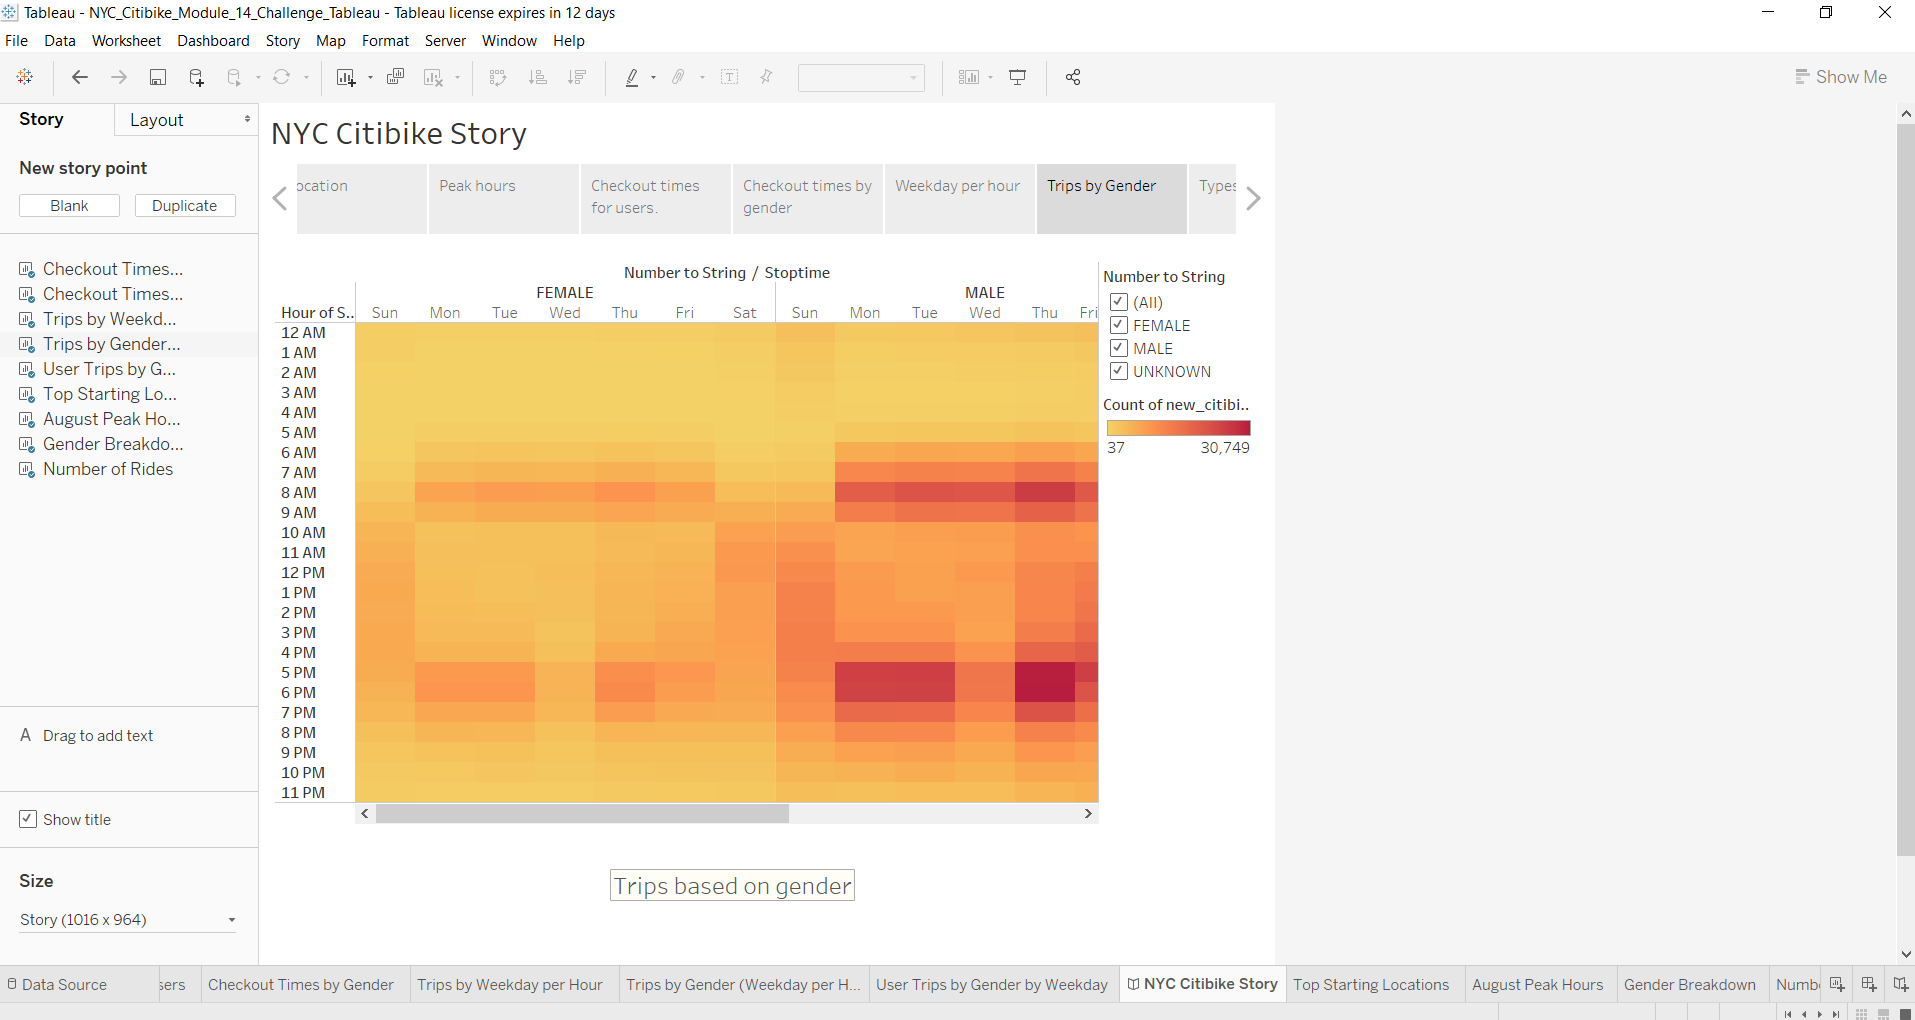 Tableau - NYC_Citibike_Module_14_Challenge_Tableau - Tableau license expires in 12 days
File Data Worksheet Dashboard Story Map Format Server Window Help
Show Me
Story Layout
New story point
Blank Duplicate
Checkout Times...
Checkout Times...
Trips by Weekd...
Trips by Gender...
User Trips by G...
Top Starting Lo...
August Peak Ho...
Gender Breakdo...
Number of Rides
A Drag to add text
Show title
Size
Story (1016 x 964)
NYC Citibike Story
ocation
Peak hours
Checkout times
for users.
Checkout times by
gender
Weekday per hour
Trips by Gender
Types
Number to String / Stoptime
FEMALE MALE
Hour of S.. Sun Mon Tue Wed Thu Fri Sat Sun Mon Tue Wed Thu Fri
12 AM
1 AM
2 AM
3 AM
4 AM
5 AM
6 AM
7 AM
8 AM
9 AM
10 AM
11 AM
12 PM
1 PM
2 PM
3 PM
4 PM
5 PM
6 PM
7 PM
8 PM
9 PM
10 PM
11 PM
Number to String
(All)
FEMALE
MALE
UNKNOWN
Count of new_citibi..
37 30,749
Trips based on gender
Data Source sers Checkout Times by Gender Trips by Weekday per Hour Trips by Gender (Weekday per H... User Trips by Gender by Weekday NYC Citibike Story Top Starting Locations August Peak Hours Gender Breakdown Numb